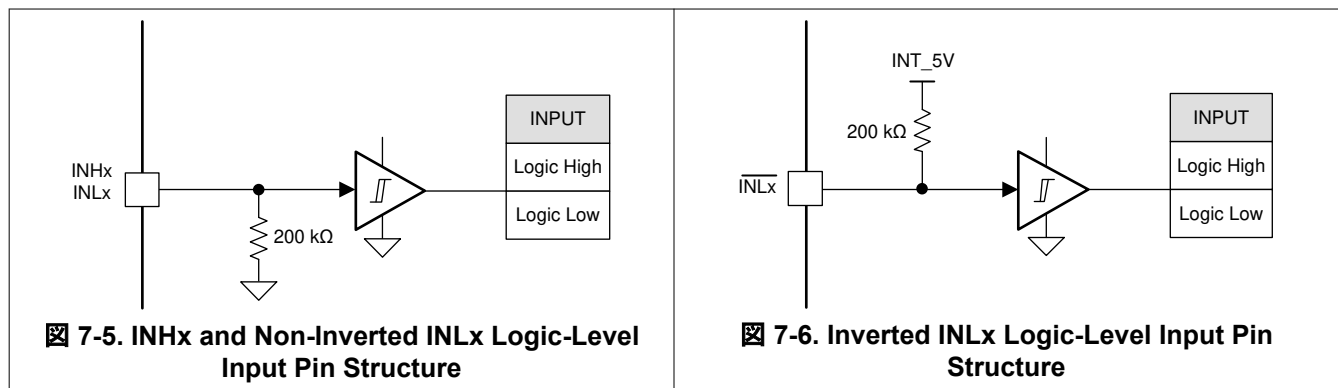 INHx
INLx
200 kΩ
INPUT
Logic High
Logic Low
図 7-5. INHx and Non-Inverted INLx Logic-Level
Input Pin Structure
INT_5V
200 kΩ
INLx
INPUT
Logic High
Logic Low
図 7-6. Inverted INLx Logic-Level Input Pin
Structure